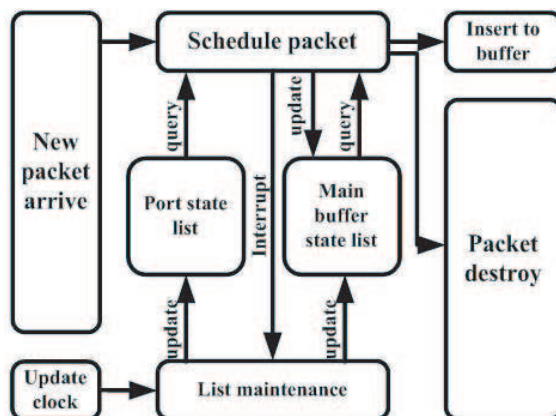 Schedule packet
Insert to
buffer
New
packet
arrive
query
update
query
Port state
list
Interrupt
Main
buffer
state list
Packet
destroy
update
update
Update
clock
List maintenance